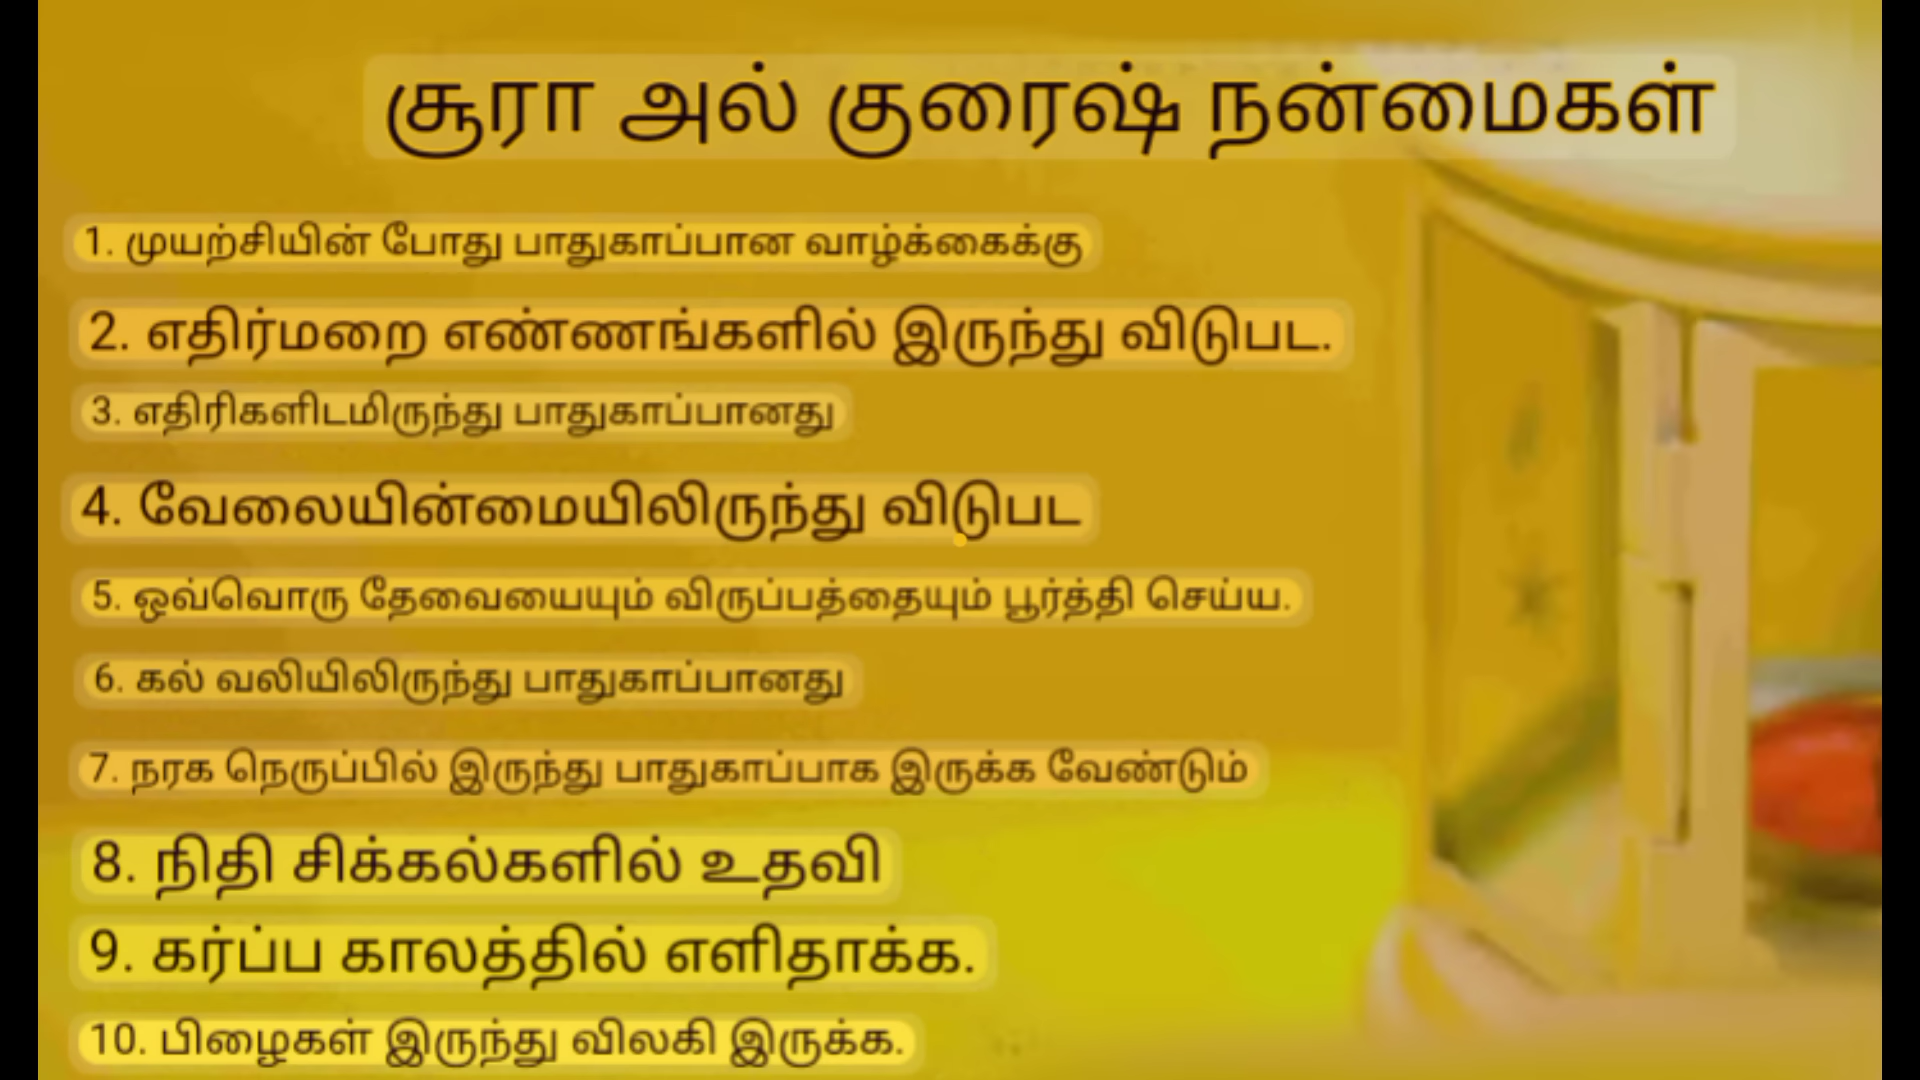 சூரா அல் குரைஷ் நன்மைகள்
1. முயற்சியின் போது பாதுகாப்பான வாழ்க்கைக்கு
2. எதிர்மறை எண்ணங்களில் இருந்து விடுபட.
3. எதிரிகளிடமிருந்து பாதுகாப்பானது
4. வேலையின்மையிலிருந்து விடுபட
5. ஒவ்வொரு தேவையையும் விருப்பத்தையும் பூர்த்தி செய்ய.
6. கல் வலியிலிருந்து பாதுகாப்பானது
7. நரக நெருப்பில் இருந்து பாதுகாப்பாக இருக்க வேண்டும்
8. நிதி சிக்கல்களில் உதவி
9. கர்ப்ப காலத்தில் எளிதாக்க.
10. பிழைகள் இருந்து விலகி இருக்க.